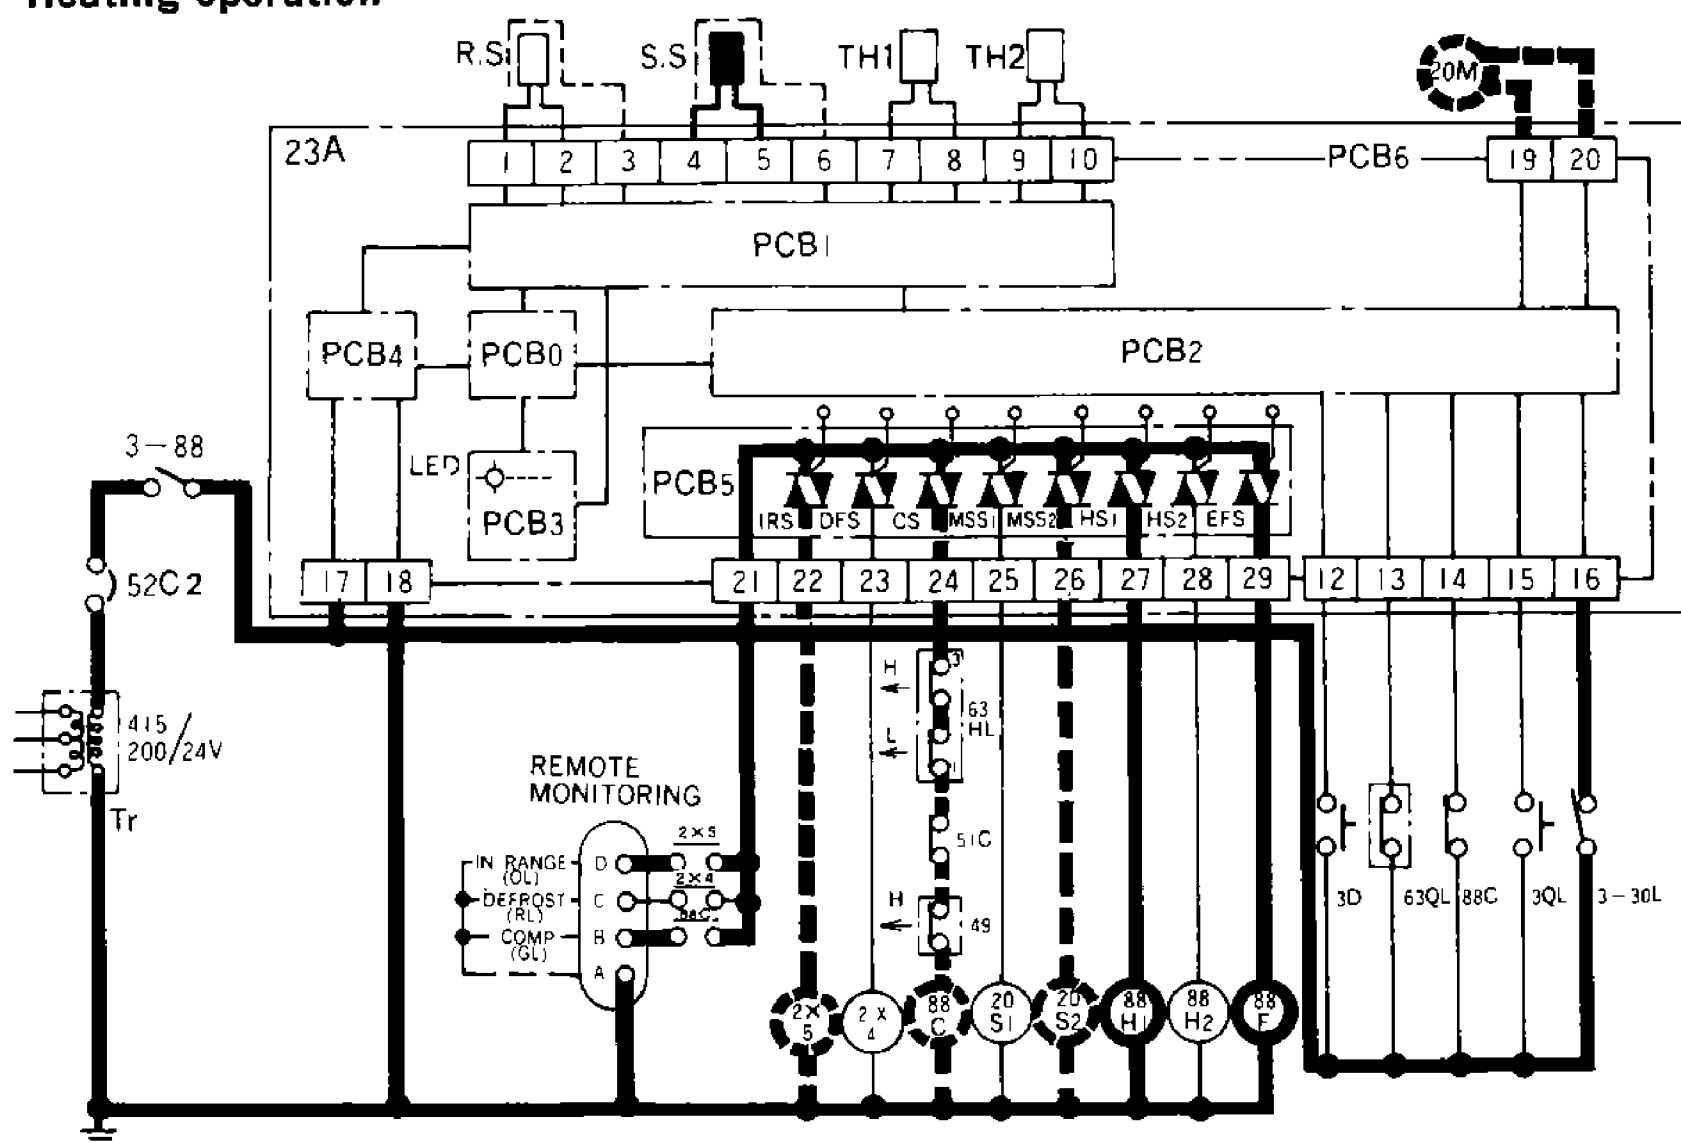 Heating operation
R.S
S.S
TH1
TH2
20M
23A
1 2 3 4 5 6 7 8 9 10
PCB6
19 20
PCB1
PCB4
PCB0
PCB2
3-88
LED
PCB3
PCB5
IRS DFS CS MSS1 MSS2 HS1 HS2 EFS
52C2
17 18
21 22 23 24 25 26 27 28 29
12 13 14 15 16
H
3
63
HL
L
1
415
200/24V
Tr
REMOTE
MONITORING
2×5
51C
IN RANGE
(OL)
D
2×4
DEFROST
(RL)
C
88C
H
49
COMP
(GL)
B
A
3D
63QL
88C
3QL
3-30L
2×
5
2×
4
88
C
20
S1
20
S2
88
H1
88
H2
88
F